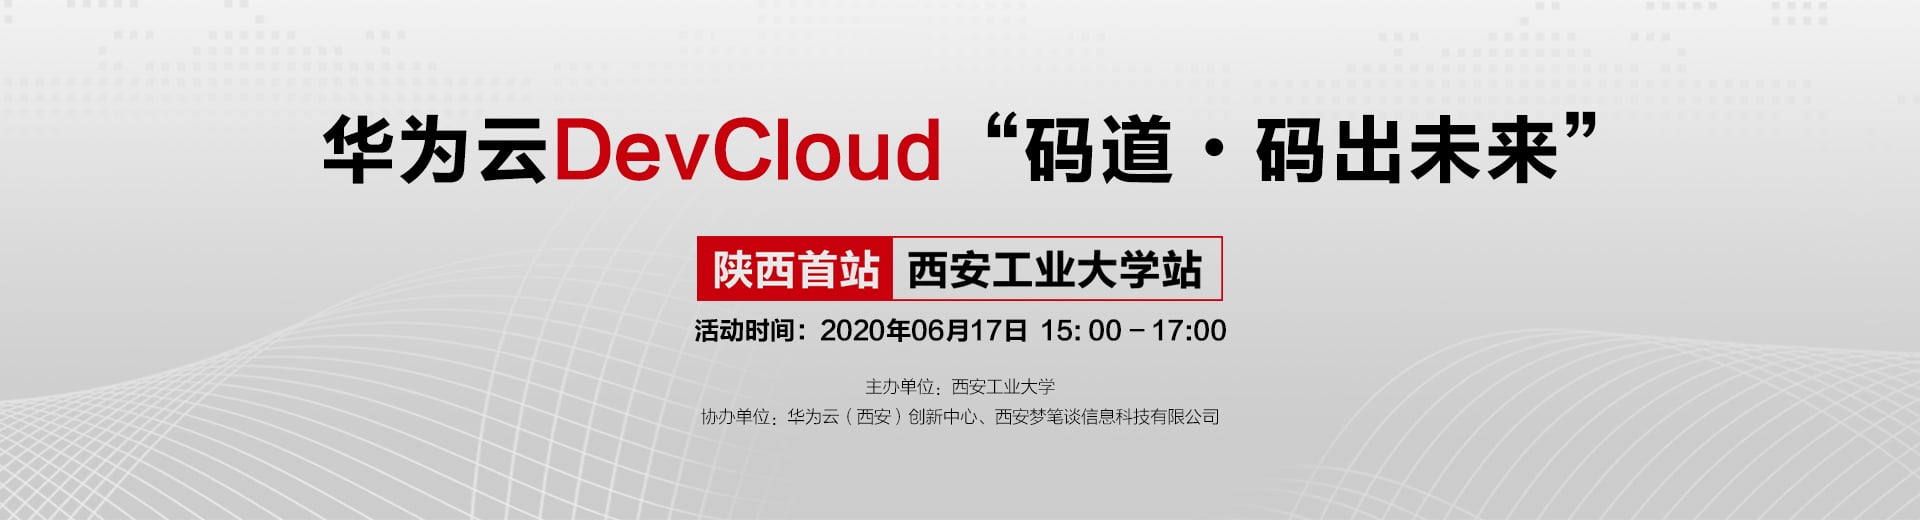 华为云DevCloud“码道·码出未来”
陕西首站 西安工业大学站
活动时间：2020年06月17日 15: 00-17:00
主办单位：西安工业大学
协办单位：华为云（西安）创新中心、西安梦笔谈信息科技有限公司